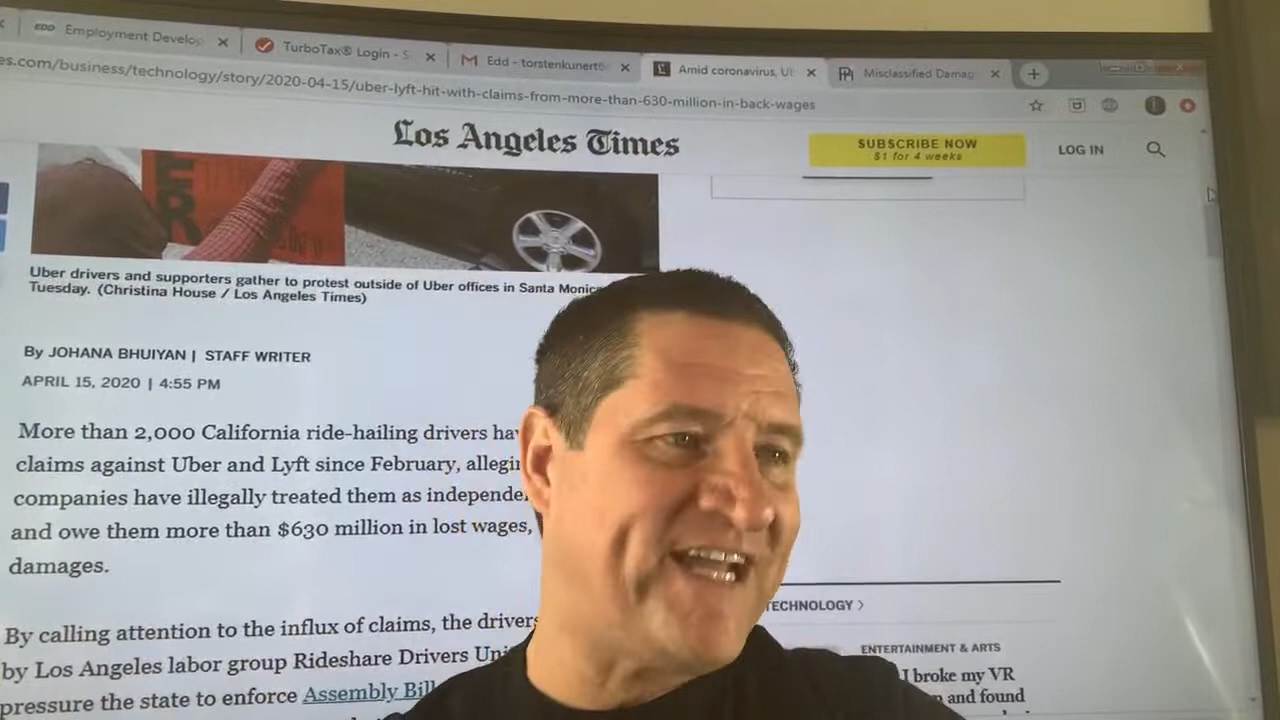 EDD Employment Develop
TurboTax® Login - S
Edd - torstenkunert6
Amid coronavirus, Ub
Misclassified Damag
es.com/business/technology/story/2020-04-15/uber-lyft-hit-with-claims-from-more-than-630-million-in-back-wages
Los Angeles Times
SUBSCRIBE NOW
$1 for 4 weeks
LOG IN
ER
Uber drivers and supporters gather to protest outside of Uber offices in Santa Monic
Tuesday. (Christina House / Los Angeles Times)
By JOHANA BHUIYAN | STAFF WRITER
APRIL 15, 2020 | 4:55 PM
More than 2,000 California ride-hailing drivers ha
claims against Uber and Lyft since February, allegi
companies have illegally treated them as independe
and owe them more than $630 million in lost wages,
damages.
By calling attention to the influx of claims, the drivers
by Los Angeles labor group Rideshare Drivers Uni
pressure the state to enforce Assembly Bill
TECHNOLOGY >
ENTERTAINMENT & ARTS
I broke my VR
and found